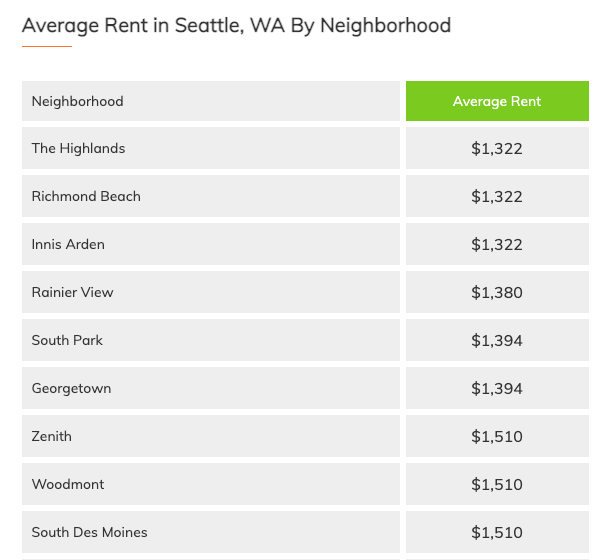 Average Rent in Seattle, WA By Neighborhood
Neighborhood Average Rent
The Highlands $1,322
Richmond Beach $1,322
Innis Arden $1,322
Rainier View $1,380
South Park $1,394
Georgetown $1,394
Zenith $1,510
Woodmont $1,510
South Des Moines $1,510